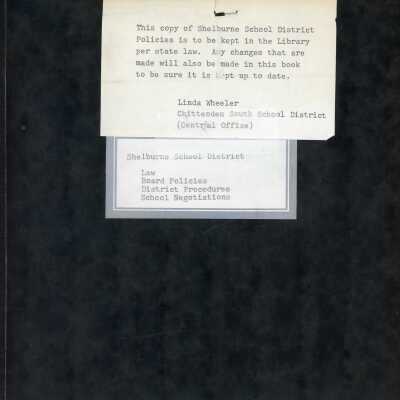 This copy of Shelburne School District
Policies is to be kept in the Library
per state law. Any changes that are
made will also be made in this book
to be sure it is kept up to date.
Linda Wheeler
Chittenden South School District
(Central Office)
Shelburne School District
Law
Board Policies
District Procedures
School Negotiations